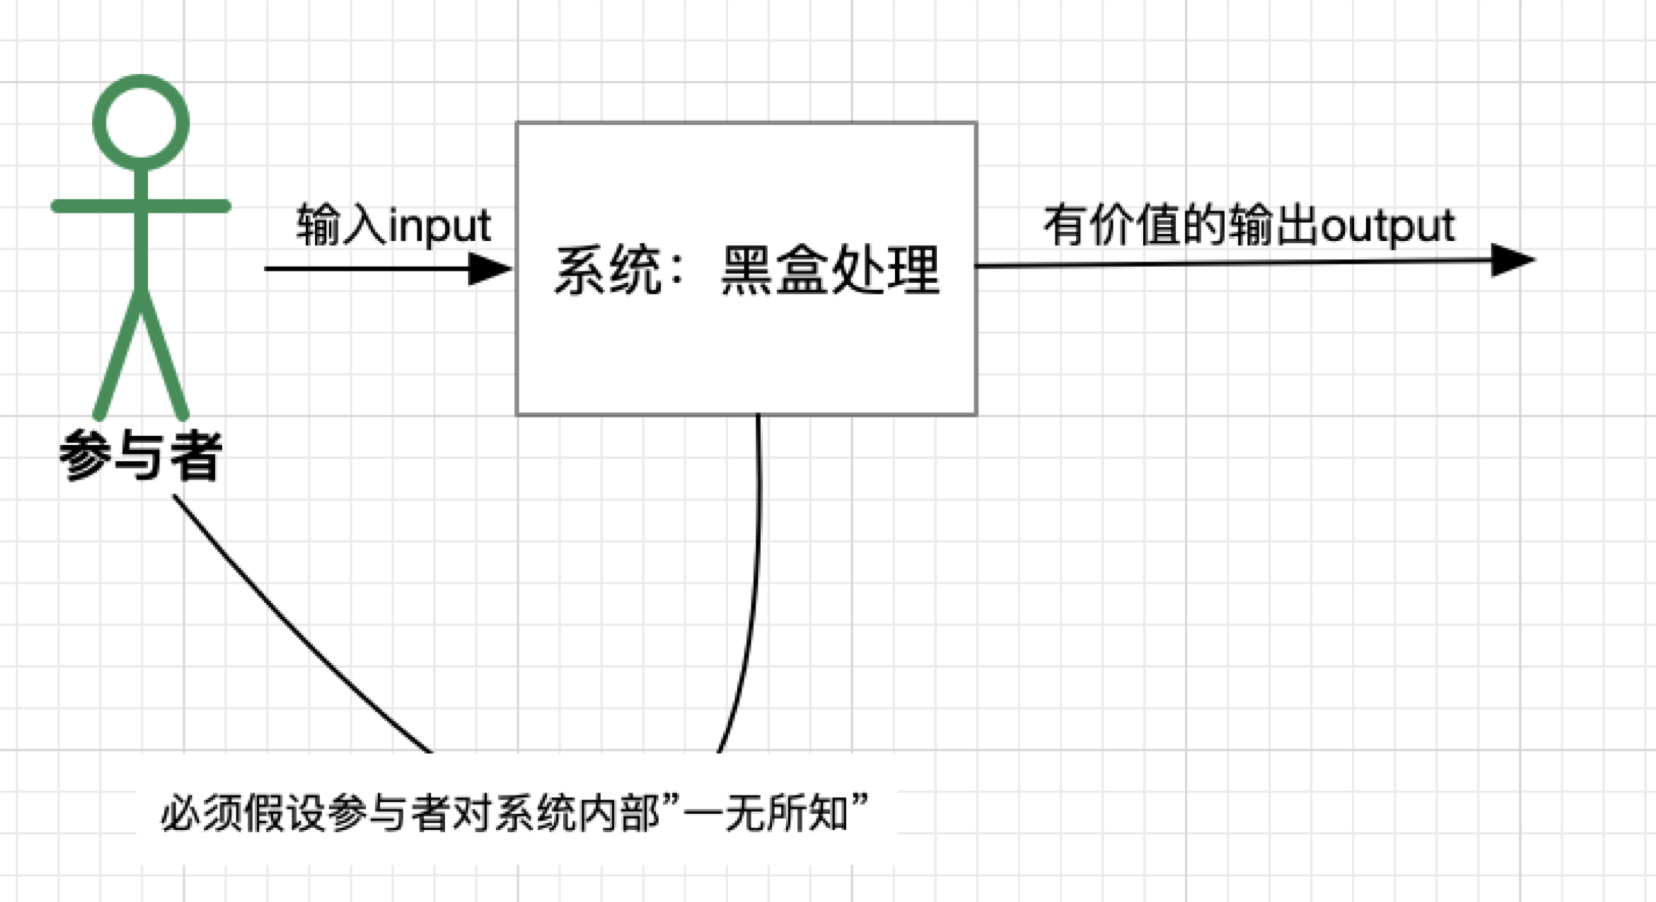 输入input
系统：黑盒处理
有价值的输出output
参与者
必须假设参与者对系统内部”一无所知”